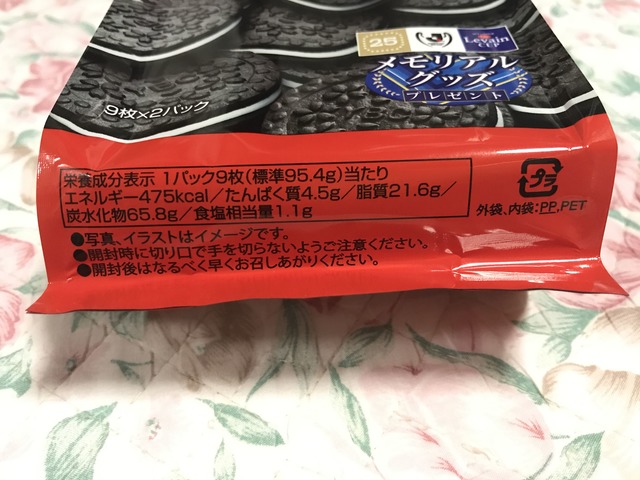 25
Levain
CUP
メモリアル
グッズ
プレゼント
9枚×2パック
栄養成分表示 1パック9枚(標準95.4g)当たり
エネルギー475kcal/たんぱく質4.5g/脂質21.6g/
炭水化物65.8g/食塩相当量1.1g
プラ
外袋、内袋:PP,PET
●写真、イラストはイメージです。
●開封時に切り口で手を切らないようご注意ください。
●開封後はなるべく早くお召しあがりください。